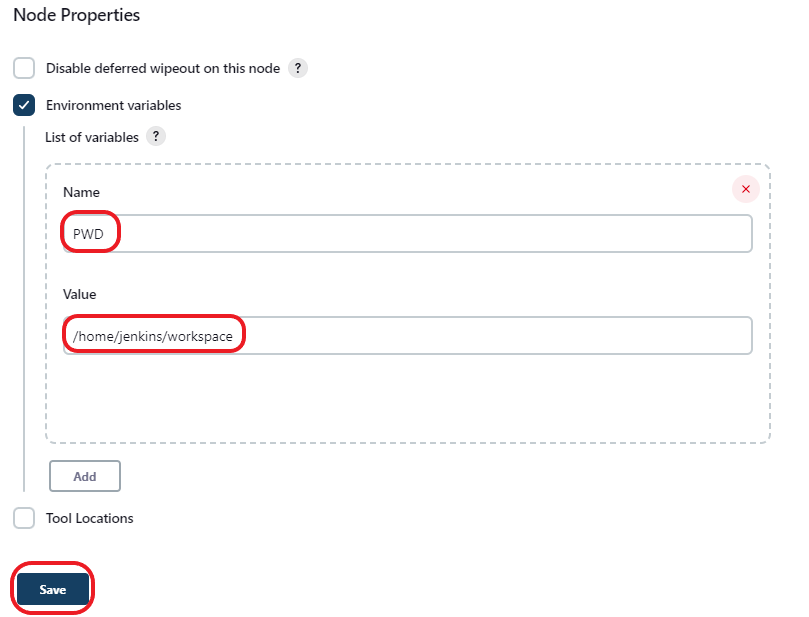 Node Properties
Disable deferred wipeout on this node ?
Environment variables
List of variables ?
Name
PWD
Value
/home/jenkins/workspace
Add
Tool Locations
Save